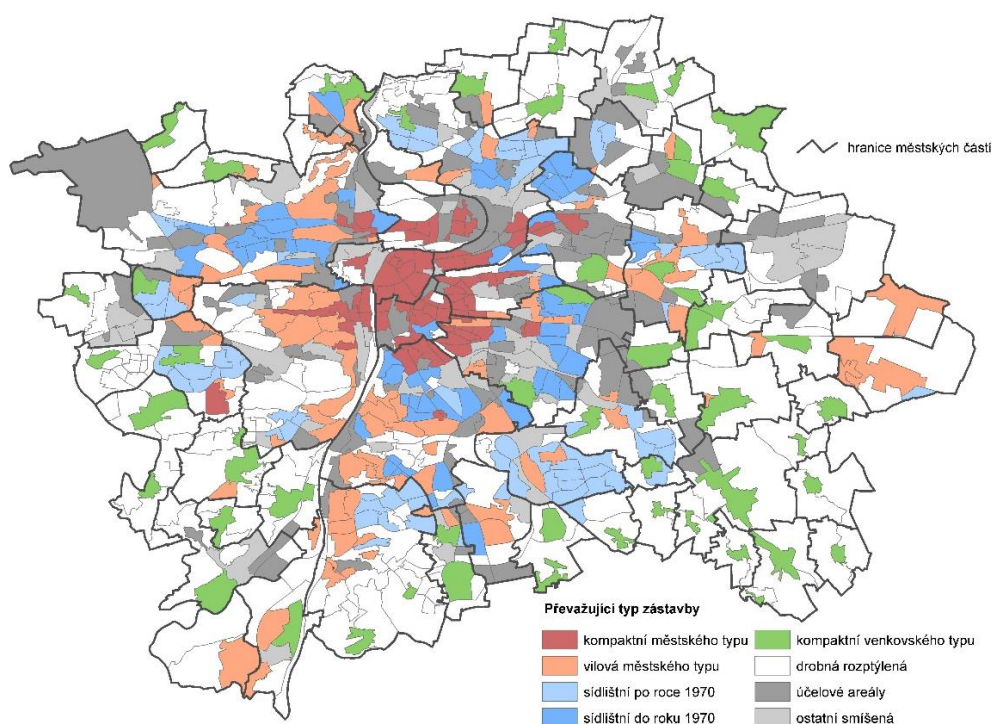 hranice městských částí
Převažující typ zástavby
kompaktní městského typu
vilová městského typu
sídlištní po roce 1970
sídlištní do roku 1970
kompaktní venkovského typu
drobná rozptýlená
účelové areály
ostatní smíšená